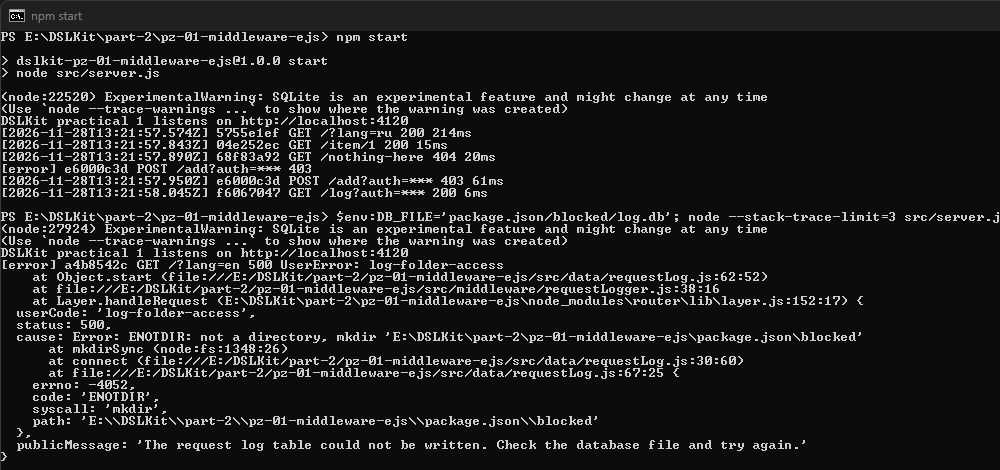 npm start
PS E:\DSLKit\part-2\pz-01-middleware-ejs> npm start
> dslkit-pz-01-middleware-ejs@1.0.0 start
> node src/server.js
(node:22520) ExperimentalWarning: SQLite is an experimental feature and might change at any time
(Use `node --trace-warnings ...` to show where the warning was created)
DSLKit practical 1 listens on http://localhost:4120
[2026-11-28T13:21:57.574Z] 5755e1ef GET /?lang=ru 200 214ms
[2026-11-28T13:21:57.843Z] 04e252ec GET /item/1 200 15ms
[2026-11-28T13:21:57.890Z] 68f83a92 GET /nothing-here 404 20ms
[error] e6000c3d POST /add?auth=*** 403
[2026-11-28T13:21:57.950Z] e6000c3d POST /add?auth=*** 403 61ms
[2026-11-28T13:21:58.045Z] f6067047 GET /log?auth=*** 200 6ms
PS E:\DSLKit\part-2\pz-01-middleware-ejs> $env:DB_FILE='package.json/blocked/log.db'; node --stack-trace-limit=3 src/server.j
(node:27924) ExperimentalWarning: SQLite is an experimental feature and might change at any time
(Use `node --trace-warnings ...` to show where the warning was created)
DSLKit practical 1 listens on http://localhost:4120
[error] a4b8542c GET /?lang=en 500 UserError: log-folder-access
    at Object.start (file:///E:/DSLKit/part-2/pz-01-middleware-ejs/src/data/requestLog.js:62:52)
    at file:///E:/DSLKit/part-2/pz-01-middleware-ejs/src/middleware/requestLogger.js:38:16
    at Layer.handleRequest (E:\DSLKit\part-2\pz-01-middleware-ejs\node_modules\router\lib\layer.js:152:17) {
  userCode: 'log-folder-access',
  status: 500,
  cause: Error: ENOTDIR: not a directory, mkdir 'E:\DSLKit\part-2\pz-01-middleware-ejs\package.json\blocked'
      at mkdirSync (node:fs:1348:26)
      at connect (file:///E:/DSLKit/part-2/pz-01-middleware-ejs/src/data/requestLog.js:30:60)
      at file:///E:/DSLKit/part-2/pz-01-middleware-ejs/src/data/requestLog.js:67:25 {
    errno: -4052,
    code: 'ENOTDIR',
    syscall: 'mkdir',
    path: 'E:\\DSLKit\\part-2\\pz-01-middleware-ejs\\package.json\\blocked'
  },
  publicMessage: 'The request log table could not be written. Check the database file and try again.'
}